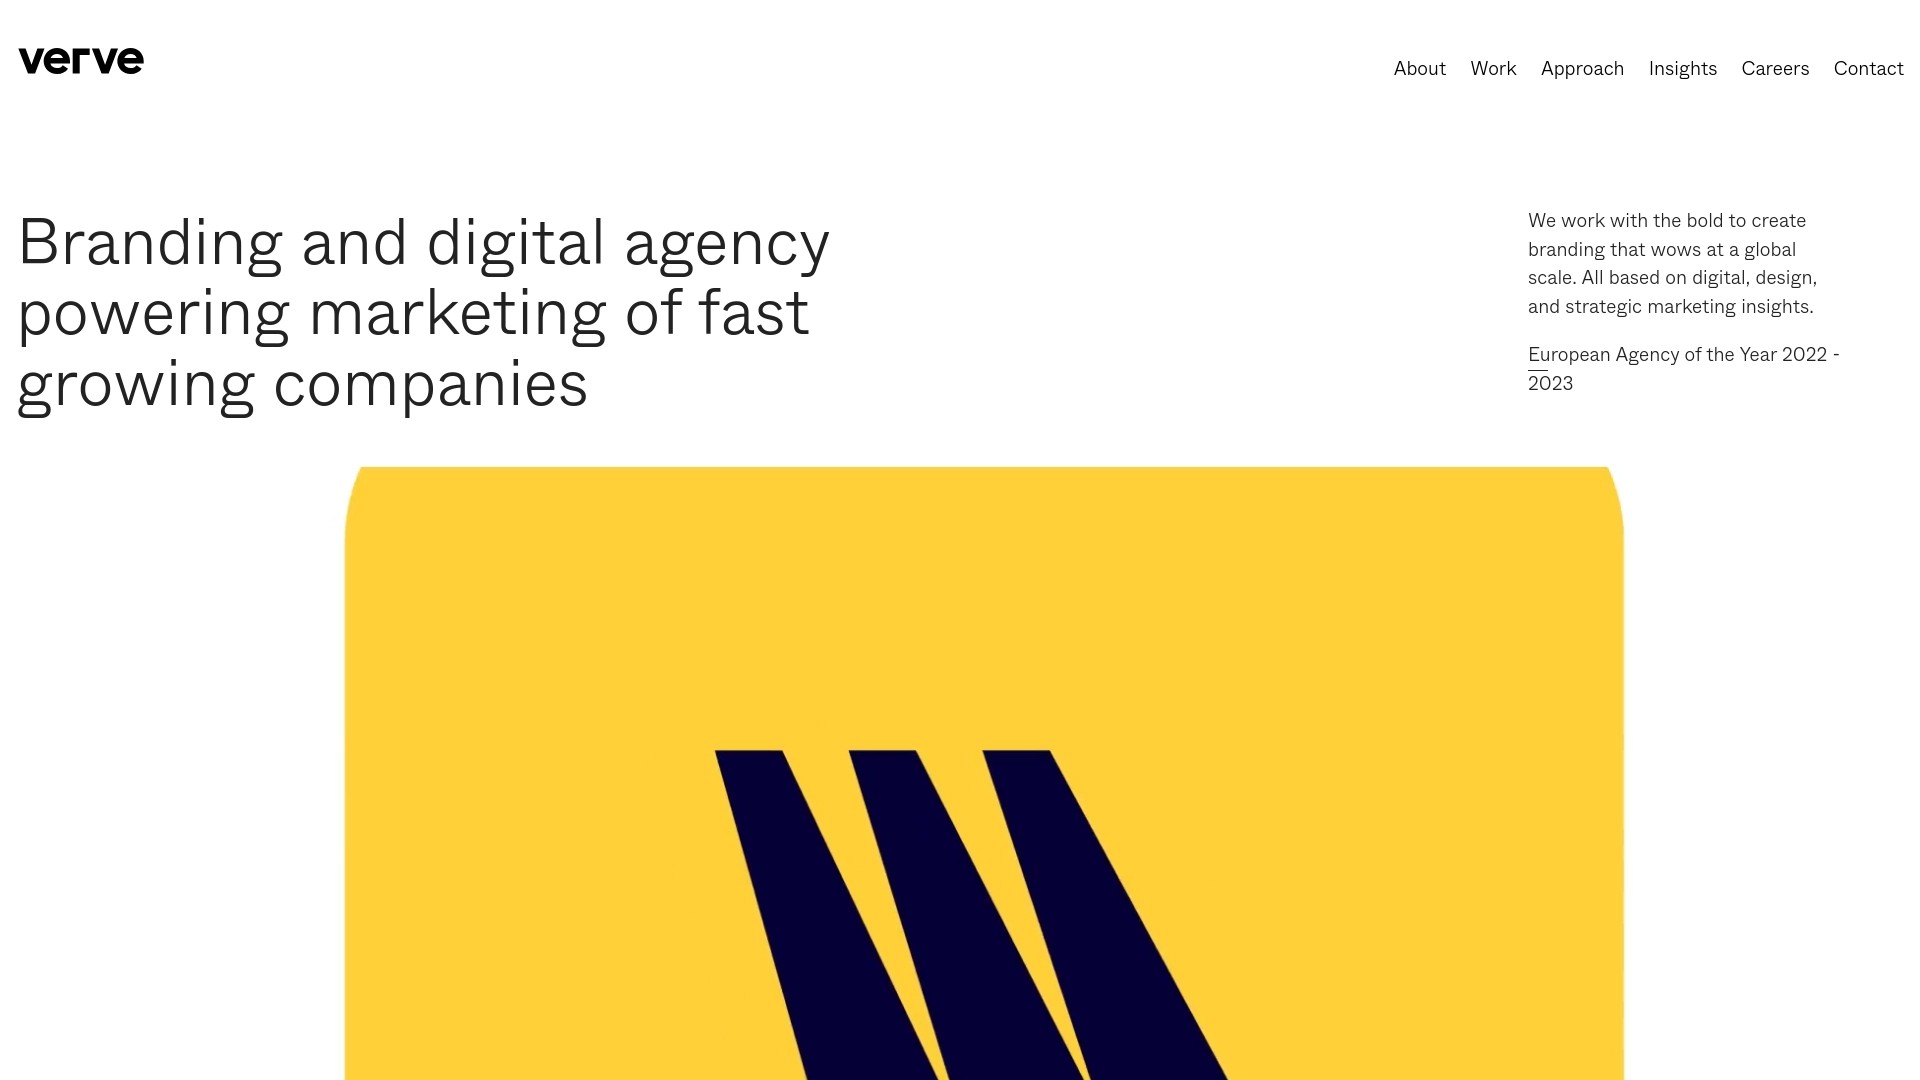 verve
About Work Approach Insights Careers Contact
Branding and digital agency
powering marketing of fast
growing companies
We work with the bold to create
branding that wows at a global
scale. All based on digital, design,
and strategic marketing insights.
European Agency of the Year 2022 -
2023